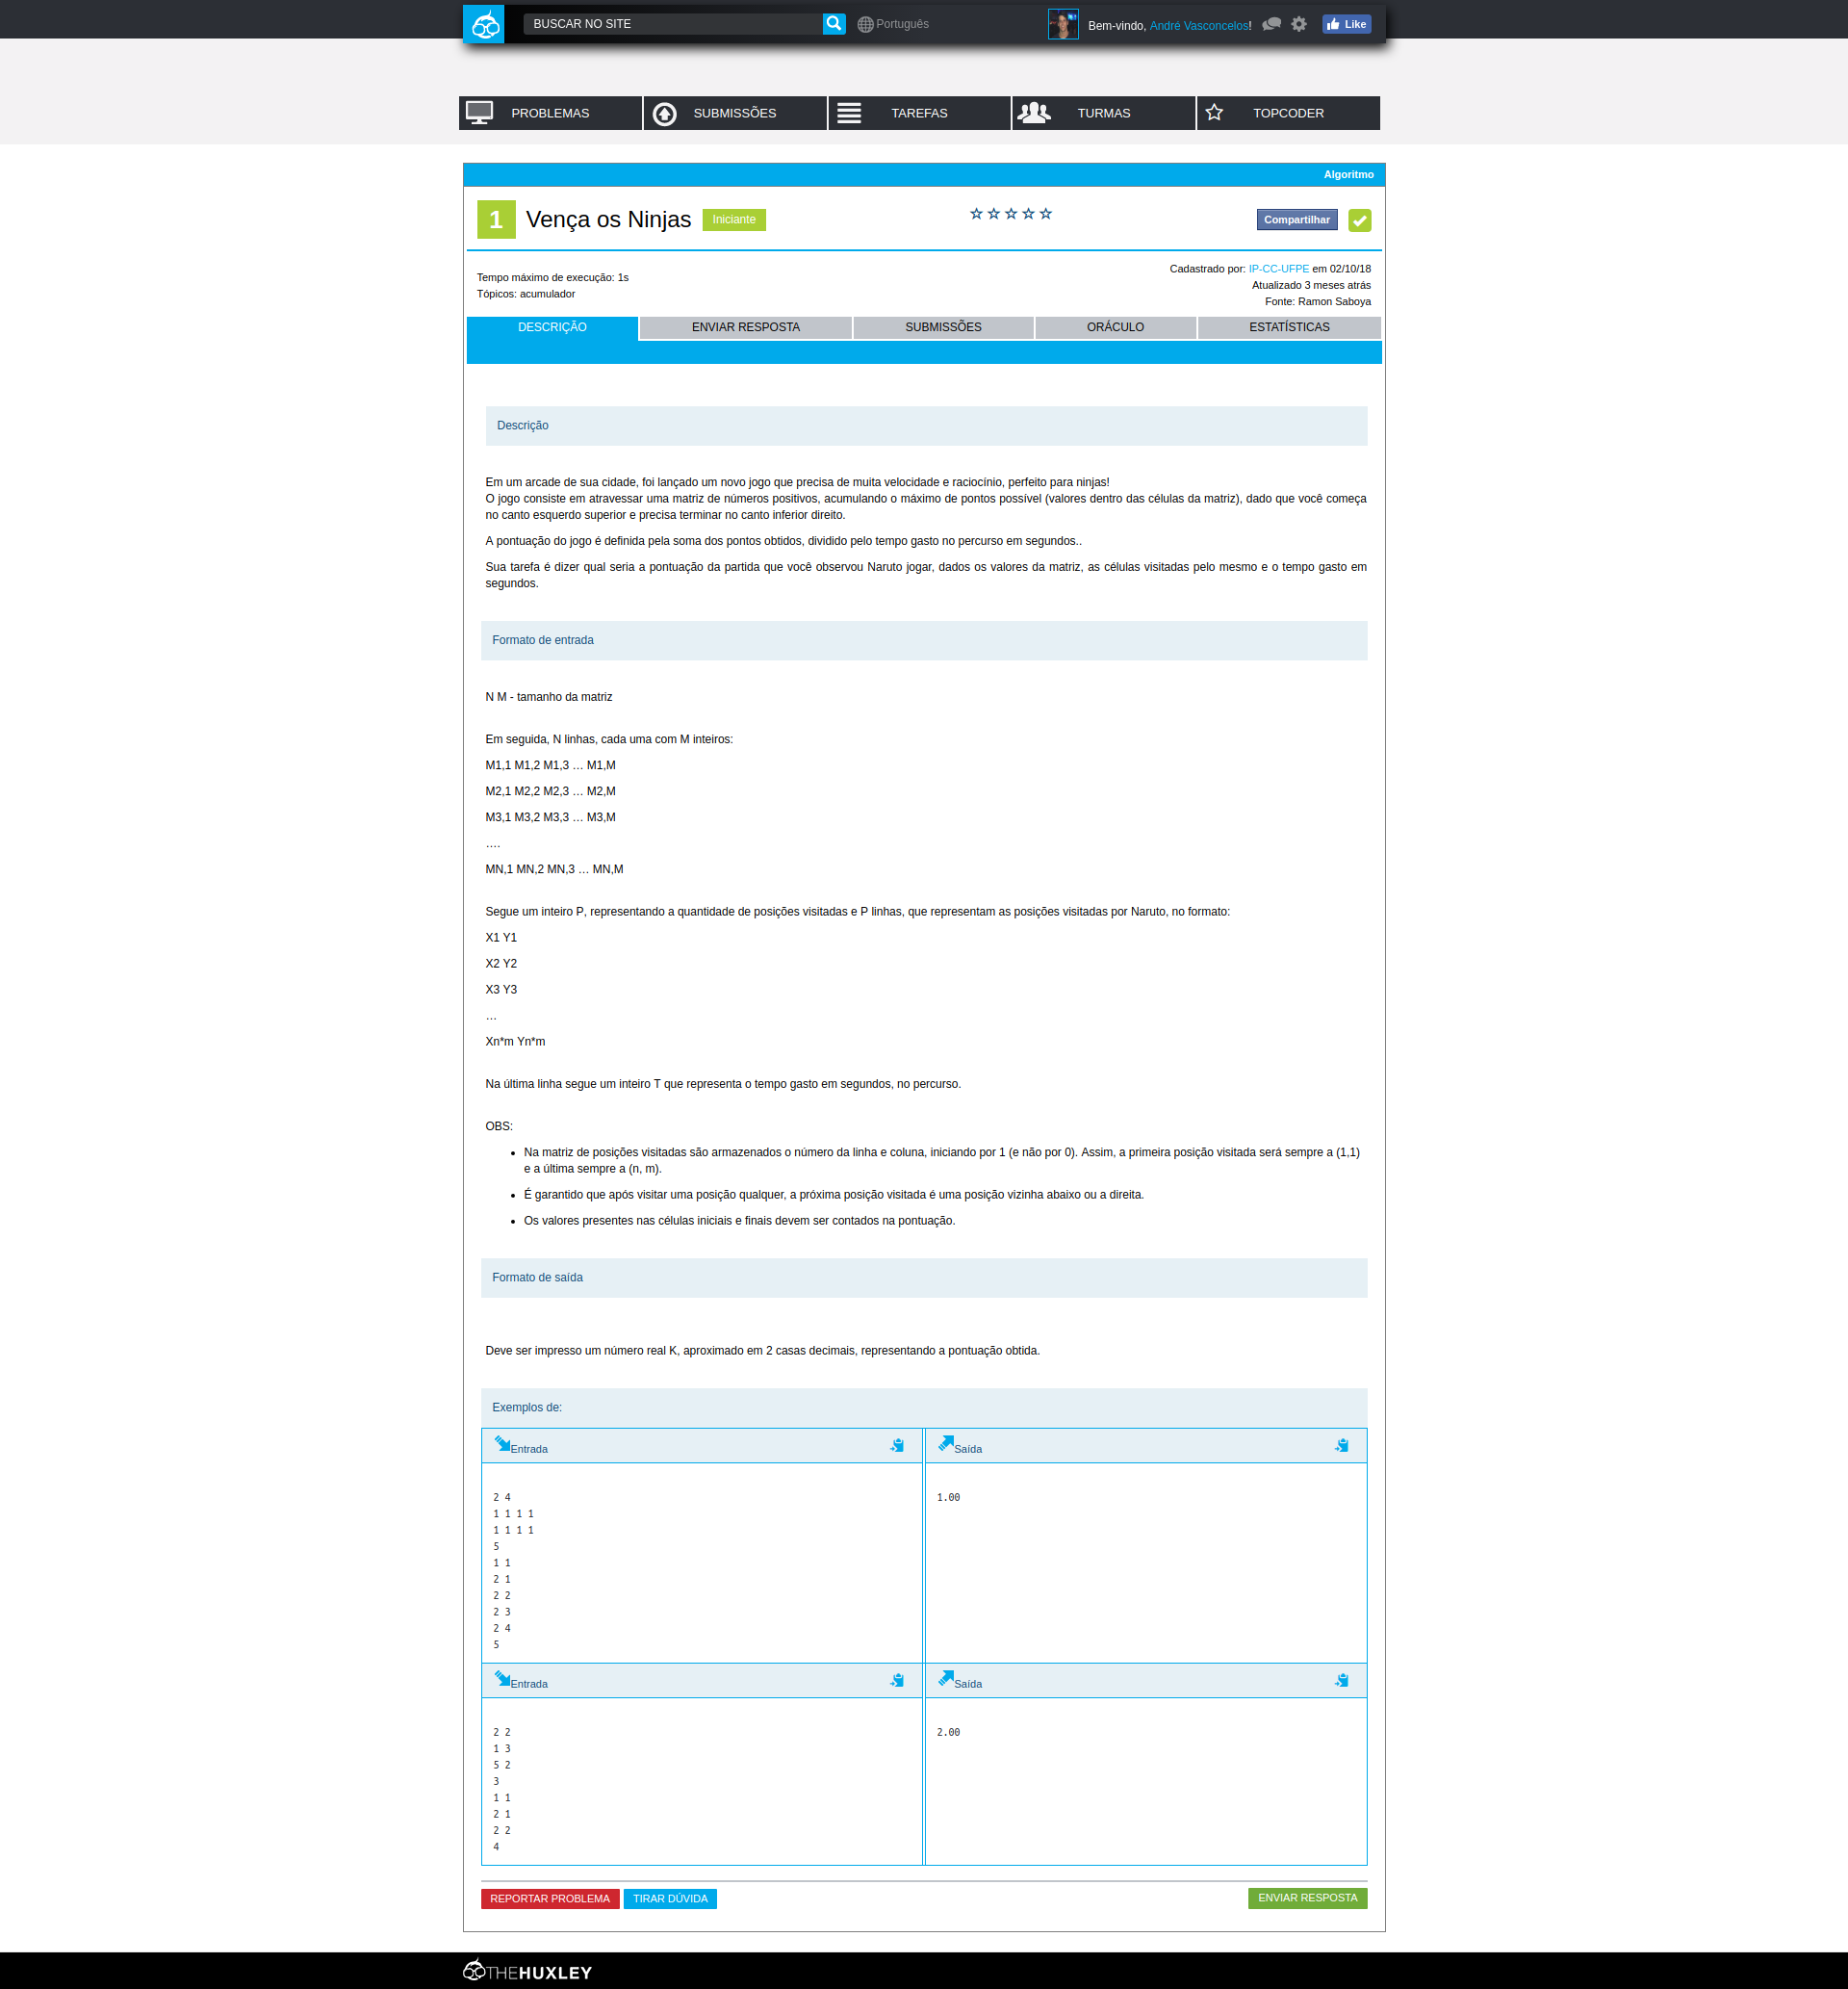 BUSCAR NO SITE
Português
Bem-vindo, André Vasconcelos!
Like
PROBLEMAS
SUBMISSÕES
TAREFAS
TURMAS
TOPCODER
Algoritmo
1
Vença os Ninjas
Iniciante
Compartilhar
Tempo máximo de execução: 1s
Tópicos: acumulador
Cadastrado por: IP-CC-UFPE em 02/10/18
Atualizado 3 meses atrás
Fonte: Ramon Saboya
DESCRIÇÃO
ENVIAR RESPOSTA
SUBMISSÕES
ORÁCULO
ESTATÍSTICAS
Descrição
Em um arcade de sua cidade, foi lançado um novo jogo que precisa de muita velocidade e raciocínio, perfeito para ninjas!
O jogo consiste em atravessar uma matriz de números positivos, acumulando o máximo de pontos possível (valores dentro das células da matriz), dado que você começa
no canto esquerdo superior e precisa terminar no canto inferior direito.
A pontuação do jogo é definida pela soma dos pontos obtidos, dividido pelo tempo gasto no percurso em segundos..
Sua tarefa é dizer qual seria a pontuação da partida que você observou Naruto jogar, dados os valores da matriz, as células visitadas pelo mesmo e o tempo gasto em
segundos.
Formato de entrada
N M - tamanho da matriz
Em seguida, N linhas, cada uma com M inteiros:
M1,1 M1,2 M1,3 … M1,M
M2,1 M2,2 M2,3 … M2,M
M3,1 M3,2 M3,3 … M3,M
….
MN,1 MN,2 MN,3 … MN,M
Segue um inteiro P, representando a quantidade de posições visitadas e P linhas, que representam as posições visitadas por Naruto, no formato:
X1 Y1
X2 Y2
X3 Y3
…
Xn*m Yn*m
Na última linha segue um inteiro T que representa o tempo gasto em segundos, no percurso.
OBS:
• Na matriz de posições visitadas são armazenados o número da linha e coluna, iniciando por 1 (e não por 0). Assim, a primeira posição visitada será sempre a (1,1)
e a última sempre a (n, m).
• É garantido que após visitar uma posição qualquer, a próxima posição visitada é uma posição vizinha abaixo ou a direita.
• Os valores presentes nas células iniciais e finais devem ser contados na pontuação.
Formato de saída
Deve ser impresso um número real K, aproximado em 2 casas decimais, representando a pontuação obtida.
Exemplos de:
Entrada
Saída
2 4
1 1 1 1
1 1 1 1
5
1 1
2 1
2 2
2 3
2 4
5
1.00
Entrada
Saída
2 2
1 3
5 2
3
1 1
2 1
2 2
4
2.00
REPORTAR PROBLEMA
TIRAR DÚVIDA
ENVIAR RESPOSTA
THEHUXLEY